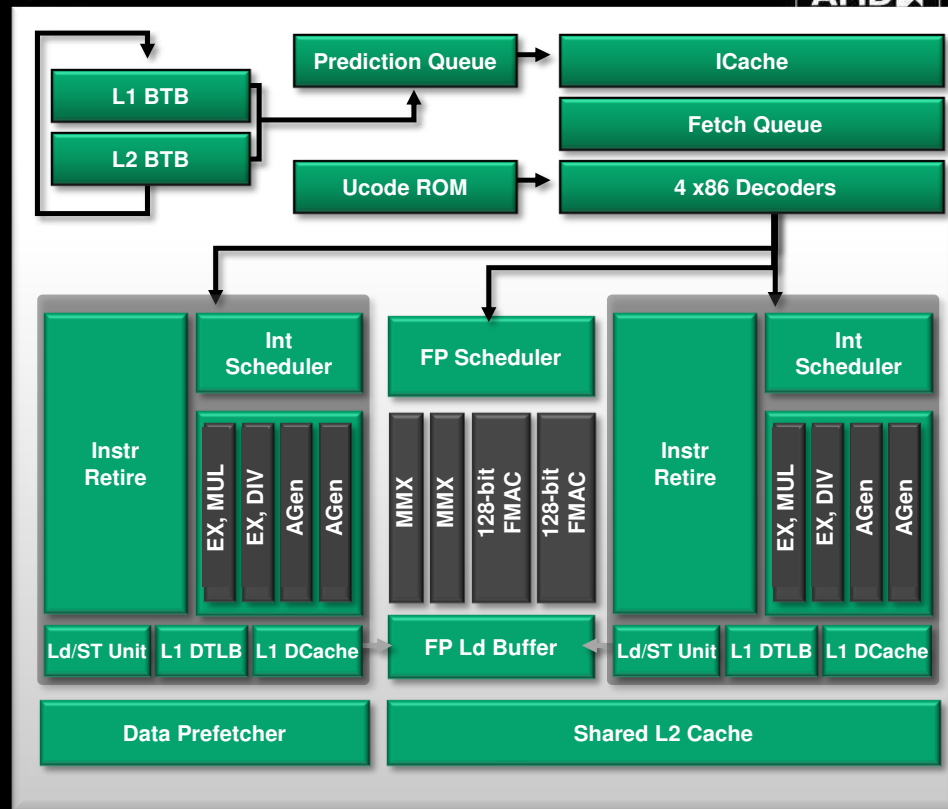 AMD
L1 BTB
L2 BTB
Prediction Queue
ICache
Fetch Queue
Ucode ROM
4 x86 Decoders
Instr
Retire
Int
Scheduler
EX, MUL
EX, DIV
AGen
AGen
Ld/ST Unit
L1 DTLB
L1 DCache
FP Scheduler
MMX
MMX
128-bit
FMAC
128-bit
FMAC
FP Ld Buffer
Instr
Retire
Int
Scheduler
EX, MUL
EX, DIV
AGen
AGen
Ld/ST Unit
L1 DTLB
L1 DCache
Data Prefetcher
Shared L2 Cache